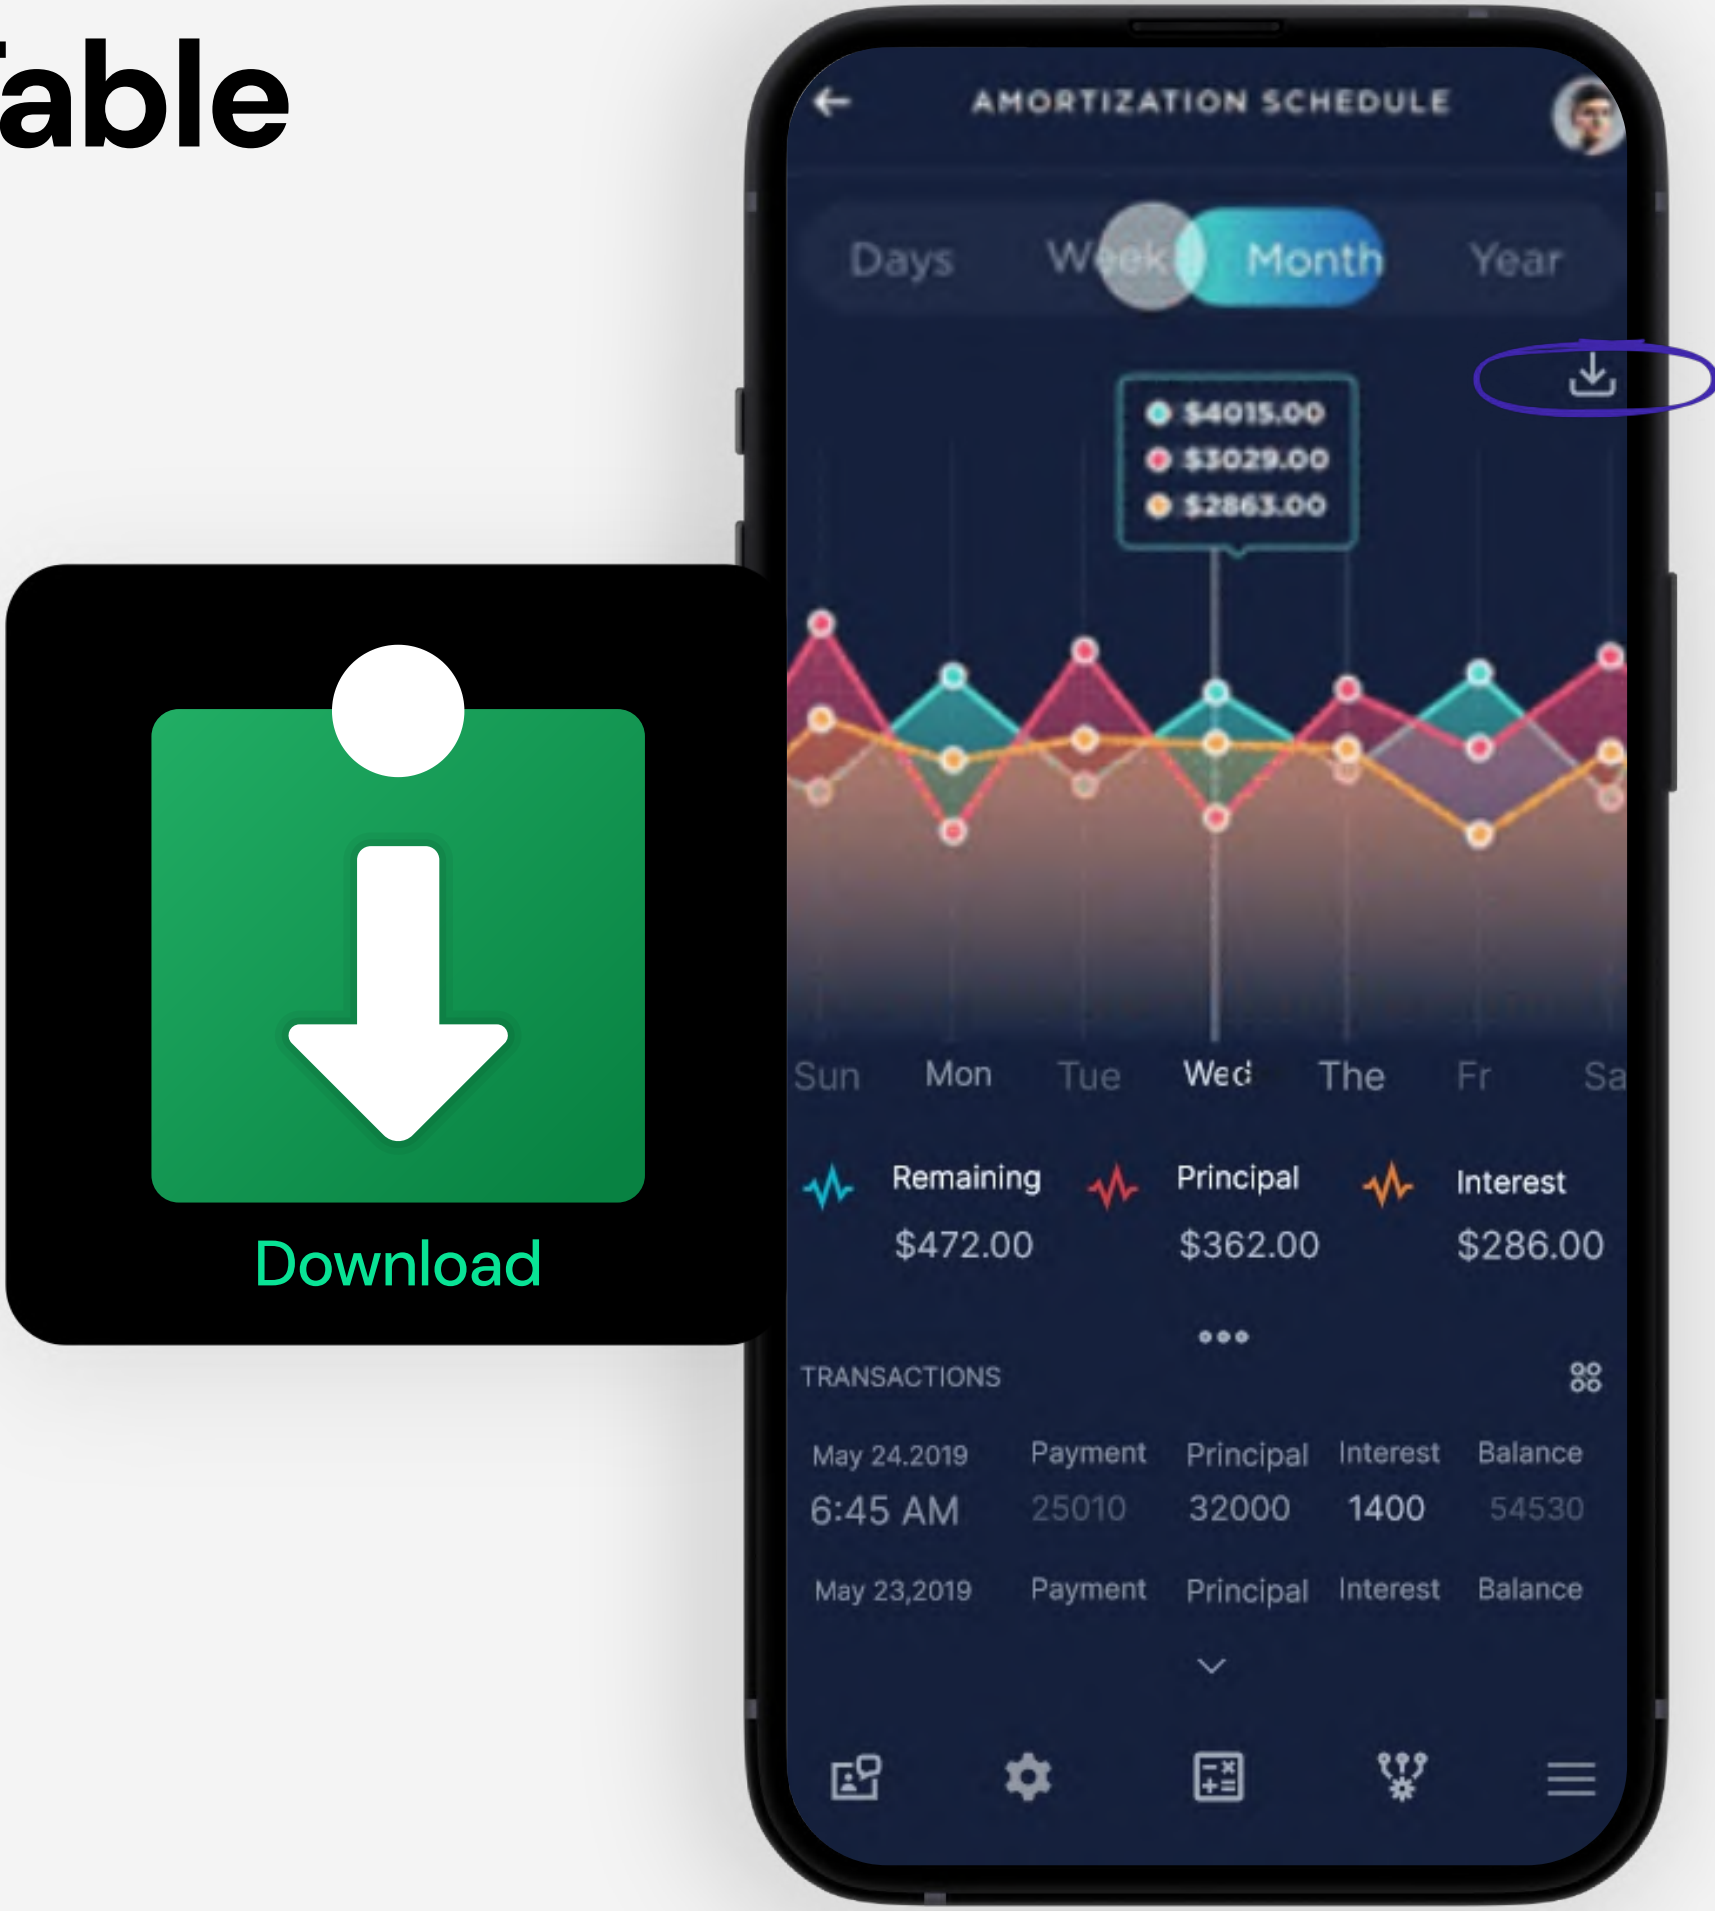 Table
AMORTIZATION SCHEDULE
Days Week Month Year
$4015.00
$3029.00
$2863.00
Sun Mon Tue Wed The Fr Sa
Remaining Principal Interest
$472.00 $362.00 $286.00
Download
TRANSACTIONS
May 24.2019 Payment Principal Interest Balance
6:45 AM 25010 32000 1400 54530
May 23,2019 Payment Principal Interest Balance